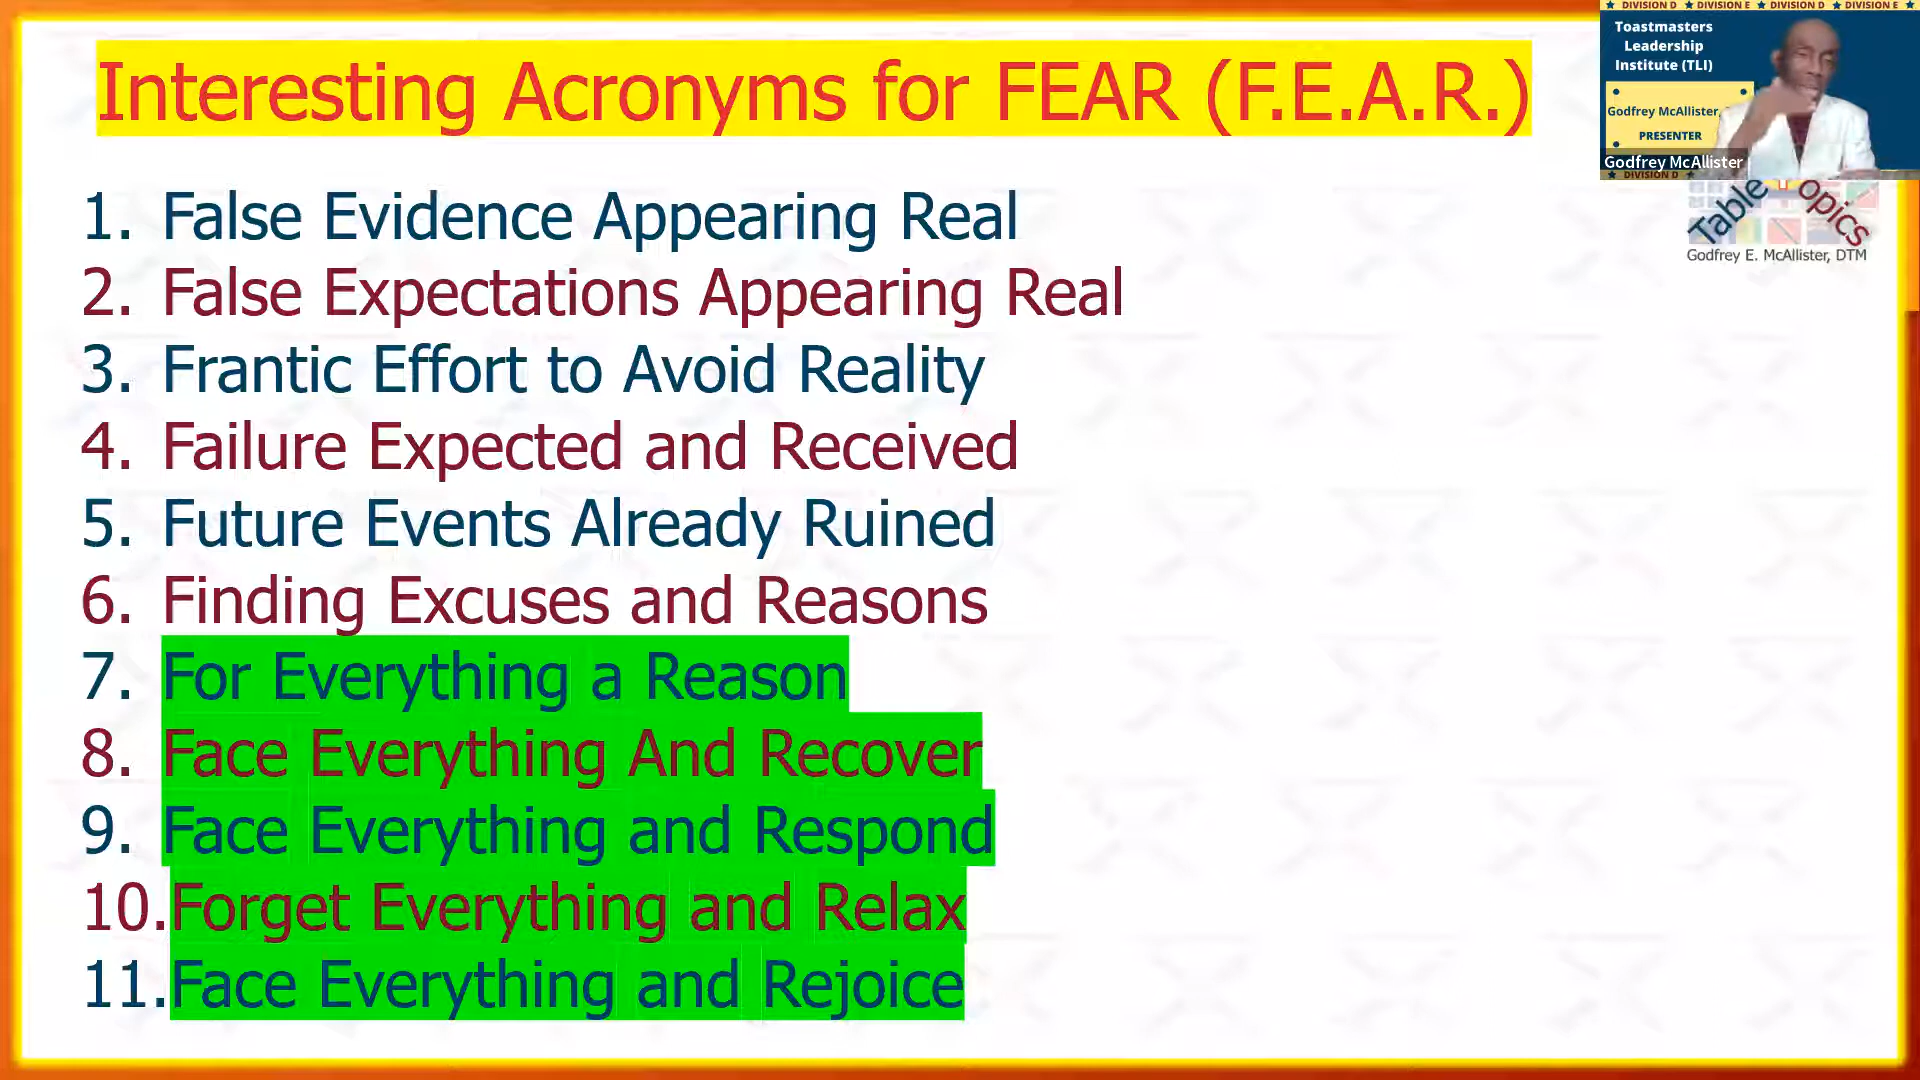 Interesting Acronyms for FEAR (F.E.A.R.)
1. False Evidence Appearing Real
2. False Expectations Appearing Real
3. Frantic Effort to Avoid Reality
4. Failure Expected and Received
5. Future Events Already Ruined
6. Finding Excuses and Reasons
7. For Everything a Reason
8. Face Everything And Recover
9. Face Everything and Respond
10.Forget Everything and Relax
11.Face Everything and Rejoice
DIVISION D ★ DIVISION E ★ DIVISION D ★ DIVISION E
Toastmasters
Leadership
Institute (TLI)
Godfrey McAllister,
PRESENTER
Godfrey McAllister
DIVISION D
Table opics
Godfrey E. McAllister, DTM